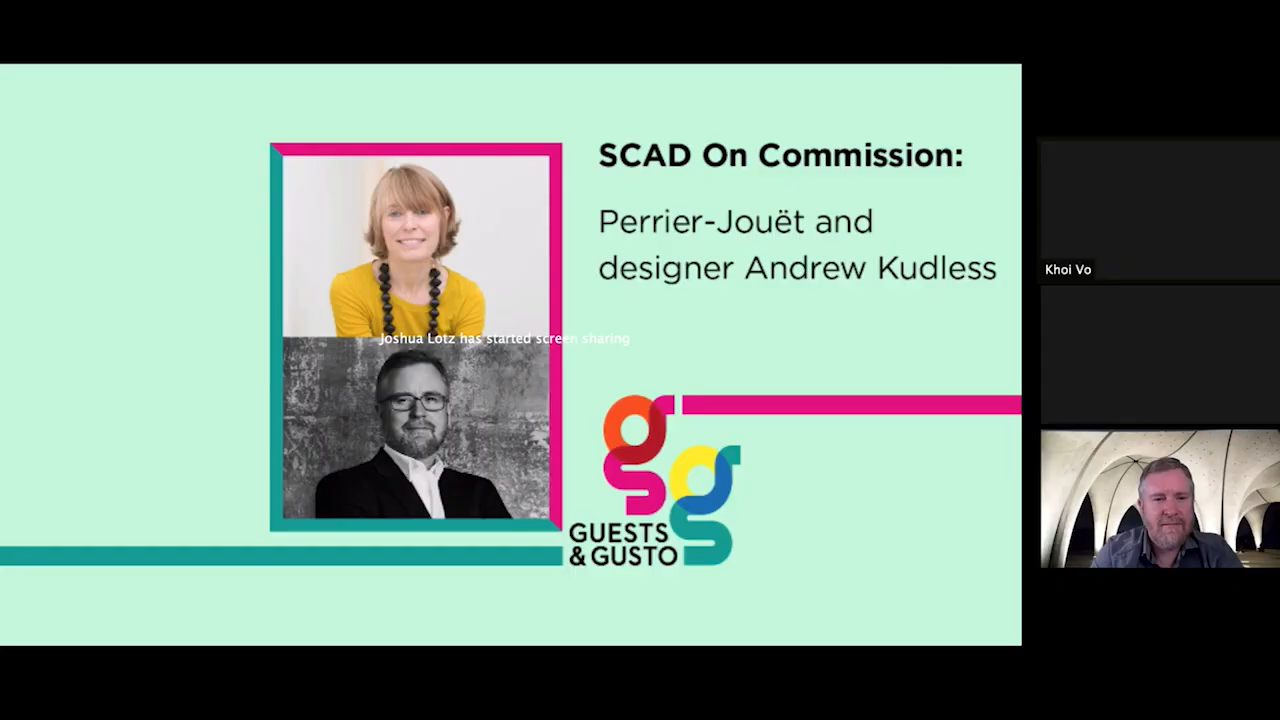 SCAD On Commission:
Perrier-Jouët and
designer Andrew Kudless
Joshua Lotz has started screen sharing
GUESTS
& GUSTO
Khoi Vo